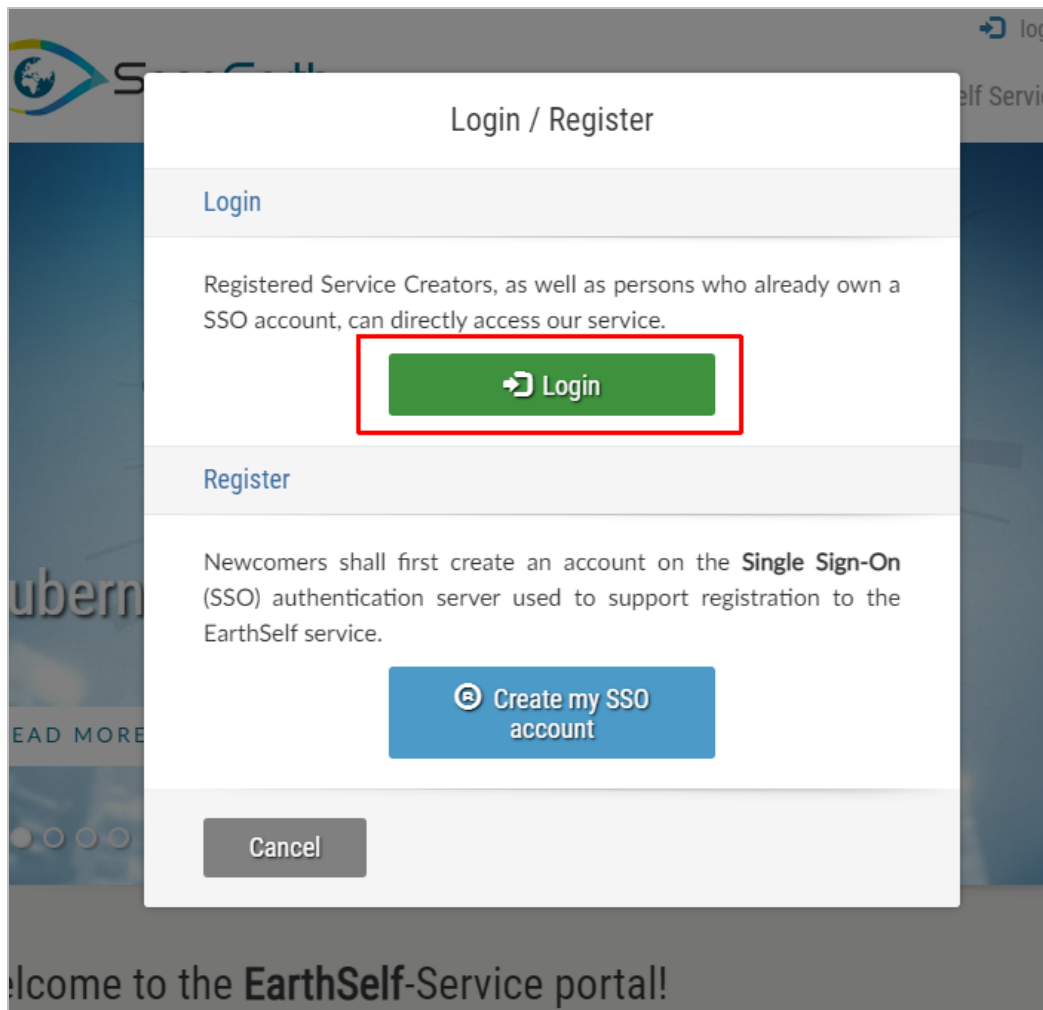 Login / Register
Login
Registered Service Creators, as well as persons who already own a
SSO account, can directly access our service.
Login
Register
Newcomers shall first create an account on the Single Sign-On
(SSO) authentication server used to support registration to the
EarthSelf service.
Create my SSO
account
EAD MORE
Cancel
elcome to the EarthSelf-Service portal!